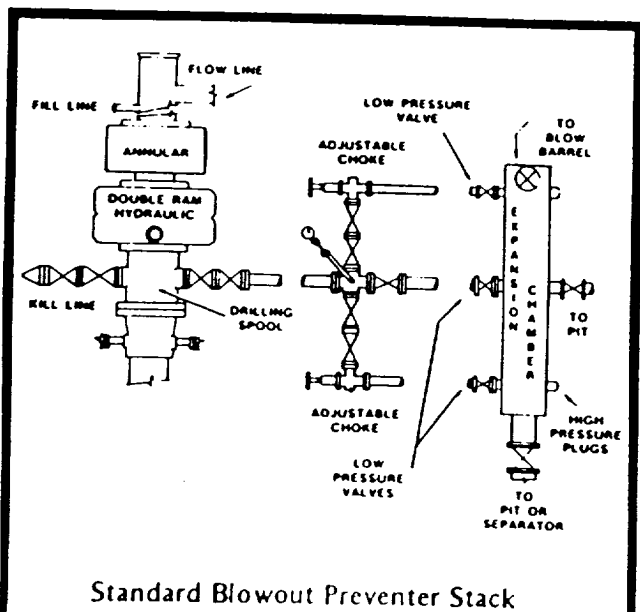 FLOW LINE
FILL LINE
ANNULAR
DOUBLE RAM
HYDRAULIC
KILL LINE
DRILLING
SPOOL
ADJUSTABLE
CHOKE
ADJUSTABLE
CHOKE
LOW PRESSURE
VALVE
TO
BLOW
BARREL
EXPANSION
CHAMBER
TO
PIT
HIGH
PRESSURE
PLUGS
LOW
PRESSURE
VALVES
TO
PIT OR
SEPARATOR
Standard Blowout Preventer Stack